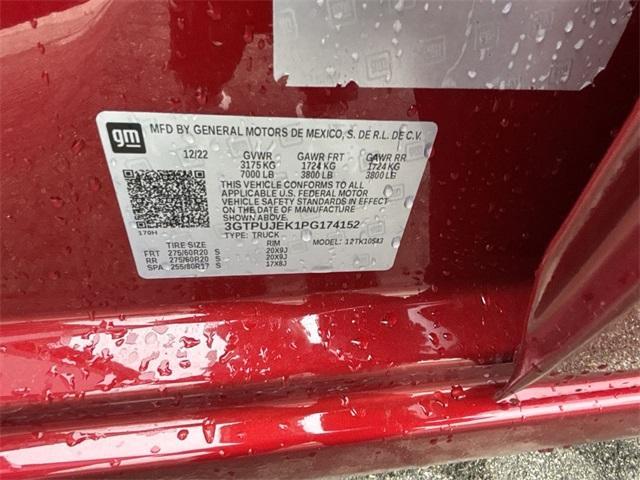 gm MFD BY GENERAL MOTORS DE MEXICO, S. DE R.L. DE C.V.
12/22 GVWR GAWR FRT GAWR RR
3175 KG 1724 KG 1724 KG
7000 LB 3800 LB 3800 LB
THIS VEHICLE CONFORMS TO ALL
APPLICABLE U.S. FEDERAL MOTOR
VEHICLE SAFETY STANDARDS IN EFFECT
ON THE DATE OF MANUFACTURE
SHOWN ABOVE.
170H 3GTPUJEK1PG174152
TYPE: TRUCK MODEL: 12TK10543
TIRE SIZE RIM
FRT 275/60R20 S 20X9J
RR 275/60R20 S 20X9J
SPA 255/80R17 S 17X8J